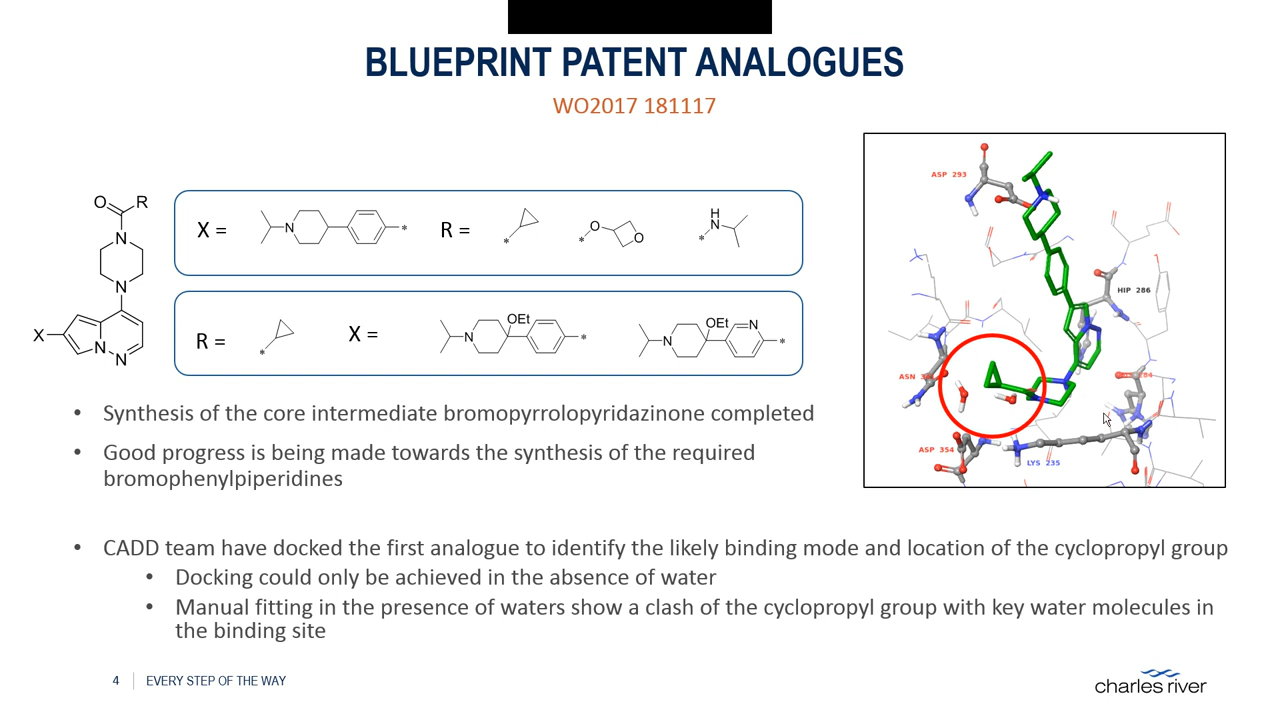 BLUEPRINT PATENT ANALOGUES
WO2017 181117
O
R
N
N
X
N
N
X =
N
*
R =
*
O
O
*
H
N
*
R =
*
X =
OEt
N
*
OEt
N
N
*
ASP 293
HIP 286
ASN
ASP 354
LYS 235
• Synthesis of the core intermediate bromopyrrolopyridazinone completed
• Good progress is being made towards the synthesis of the required
bromophenylpiperidines
• CADD team have docked the first analogue to identify the likely binding mode and location of the cyclopropyl group
• Docking could only be achieved in the absence of water
• Manual fitting in the presence of waters show a clash of the cyclopropyl group with key water molecules in
the binding site
4
EVERY STEP OF THE WAY
charles river